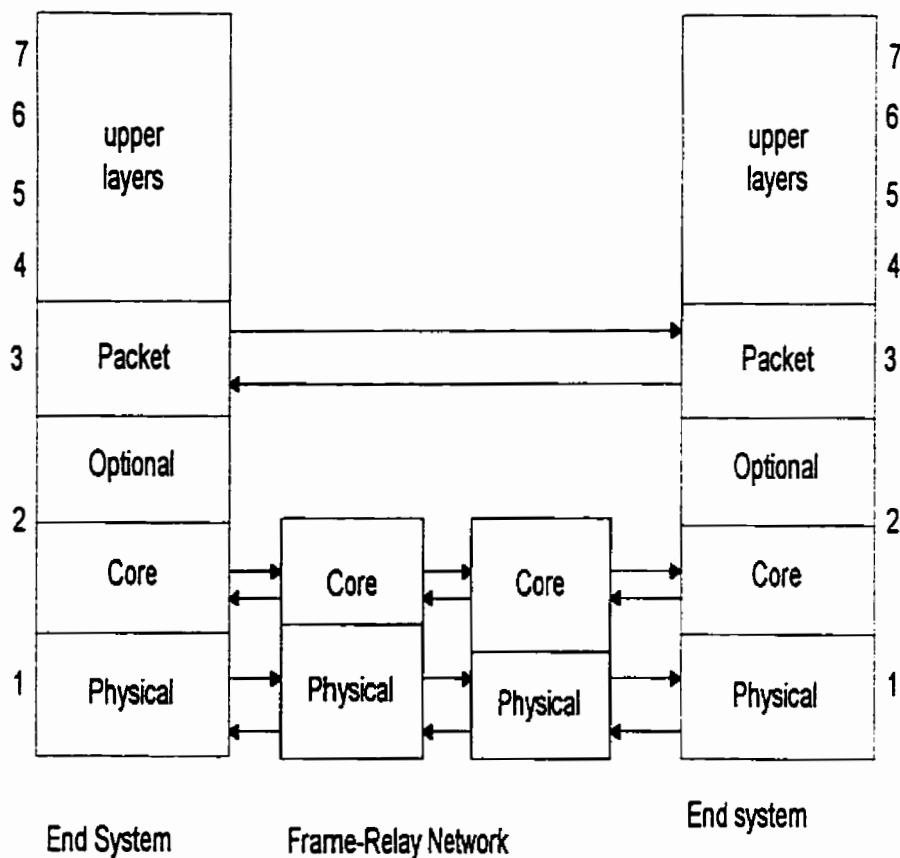 7
6
5
4
3
2
1
upper
layers
Packet
Optional
Core
Physical
Core
Physical
Core
Physical
upper
layers
Packet
Optional
Core
Physical
7
6
5
4
3
2
1
End System
Frame-Relay Network
End system